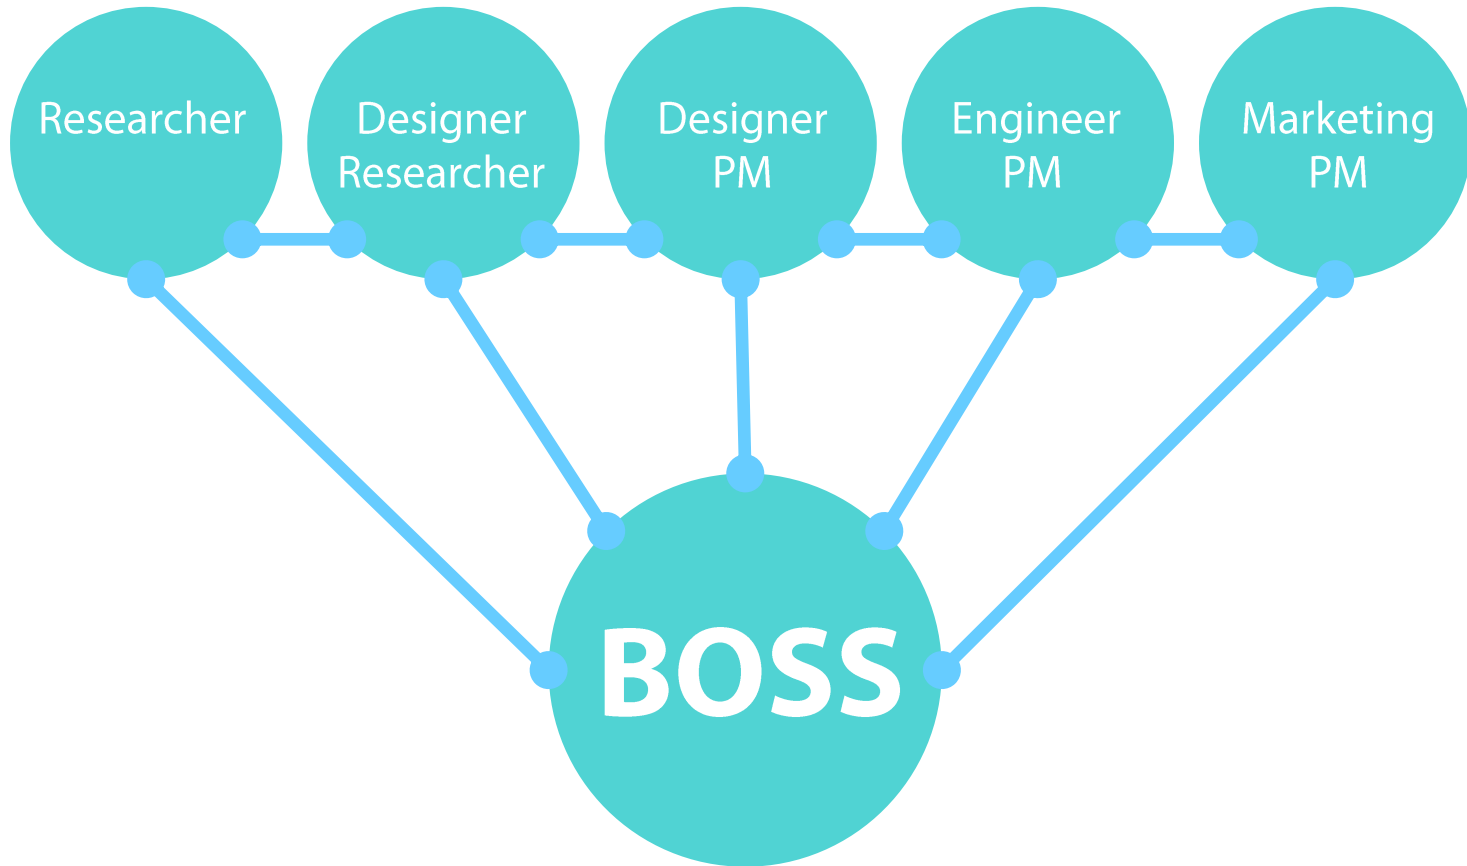 Researcher
Designer
Researcher
Designer
PM
Engineer
PM
Marketing
PM
BOSS